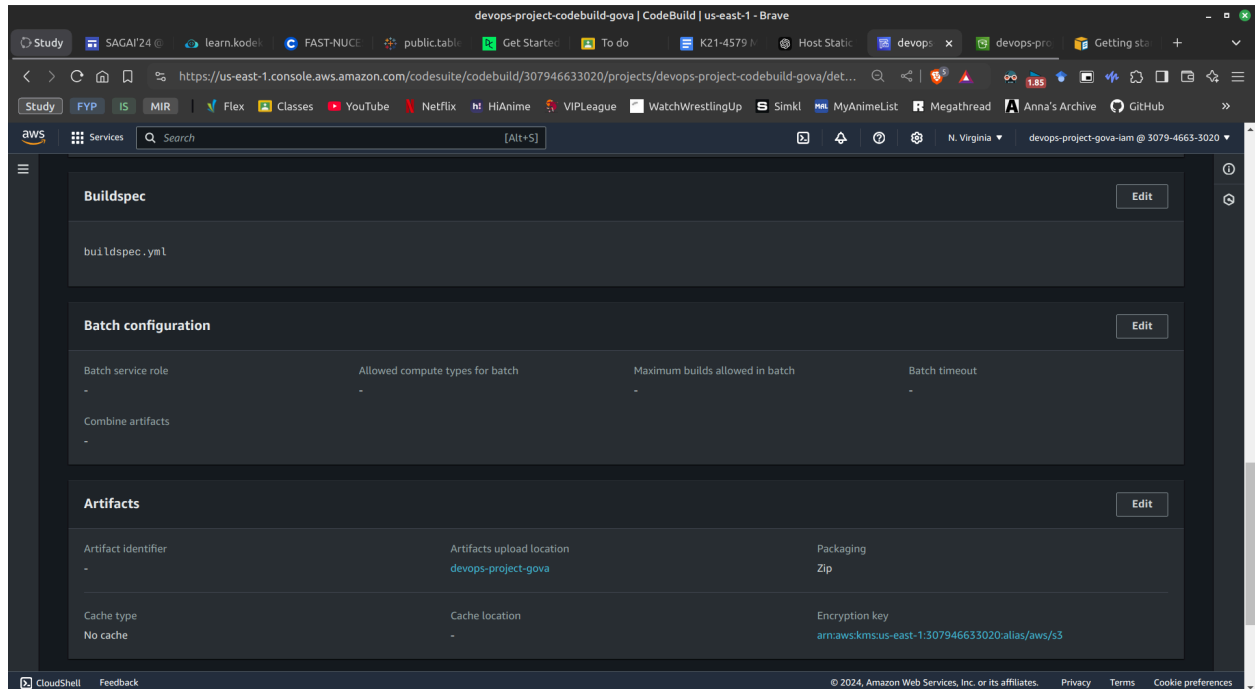 devops-project-codebuild-gova | CodeBuild | us-east-1 - Brave
Study SAGAI'24 @ learn.kodek FAST-NUCE public.table Get Started To do K21-4579 M Host Static devops devops-pro Getting sta
https://us-east-1.console.aws.amazon.com/codesuite/codebuild/307946633020/projects/devops-project-codebuild-gova/det... 5 1.85
Study FYP IS MIR Flex Classes YouTube Netflix h! HiAnime VIPLeague WatchWrestlingUp S Simkl MAL MyAnimeList R Megathread Anna's Archive GitHub »
aws Services Search [Alt+S] N. Virginia ▼ devops-project-gova-iam @ 3079-4663-3020 ▼
Buildspec Edit
buildspec.yml
Batch configuration Edit
Batch service role Allowed compute types for batch Maximum builds allowed in batch Batch timeout
- - - -
Combine artifacts
-
Artifacts Edit
Artifact identifier Artifacts upload location Packaging
- devops-project-gova Zip
Cache type Cache location Encryption key
No cache - arn:aws:kms:us-east-1:307946633020:alias/aws/s3
CloudShell Feedback © 2024, Amazon Web Services, Inc. or its affiliates. Privacy Terms Cookie preferences